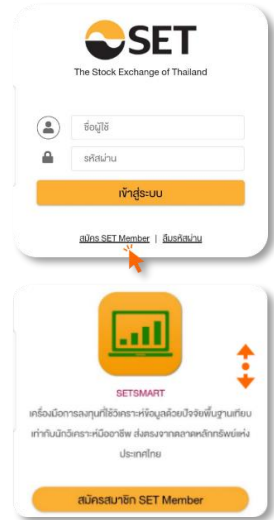 SET
The Stock Exchange of Thailand
ชื่อผู้ใช้
รหัสผ่าน
เข้าสู่ระบบ
สมัคร SET Member | ลืมรหัสผ่าน
SETSMART
เครื่องมือการลงทุนที่ใช้วิเคราะห์ข้อมูลด้วยปัจจัยพื้นฐานเทียบ
เท่ากับนักวิเคราะห์มืออาชีพ ส่งตรงจากตลาดหลักทรัพย์แห่ง
ประเทศไทย
สมัครสมาชิก SET Member